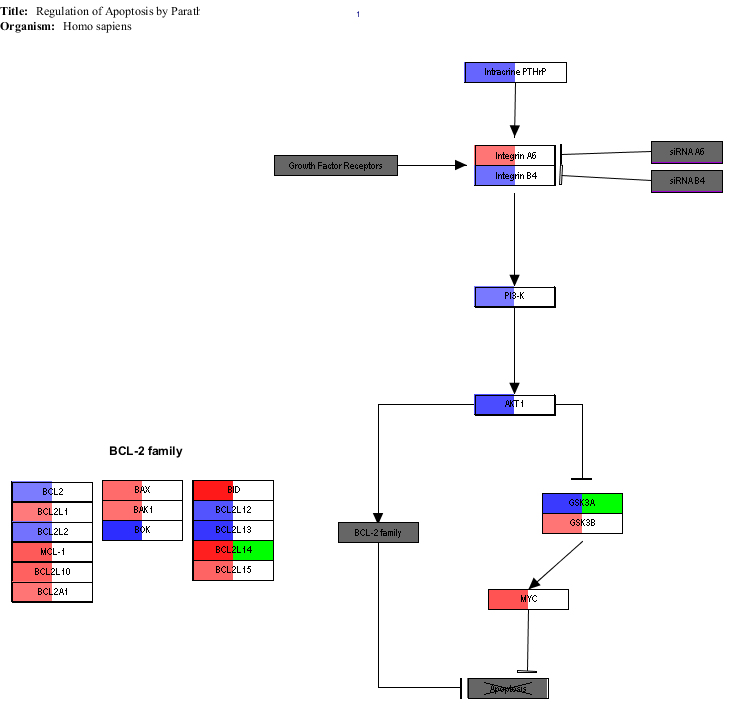 Title: Regulation of Apoptosis by Parath
Organism: Homo sapiens
1
Intracrine PTHrP
Growth Factor Receptors
Integrin A6
Integrin B4
siRNA A6
siRNA B4
PI3-K
AKT1
BCL-2 family
BCL2
BCL2L1
BCL2L2
MCL-1
BCL2L10
BCL2A1
BAX
BAK1
BOK
BID
BCL2L12
BCL2L13
BCL2L14
BCL2L15
GSK3A
GSK3B
BCL-2 family
MYC
Apoptosis